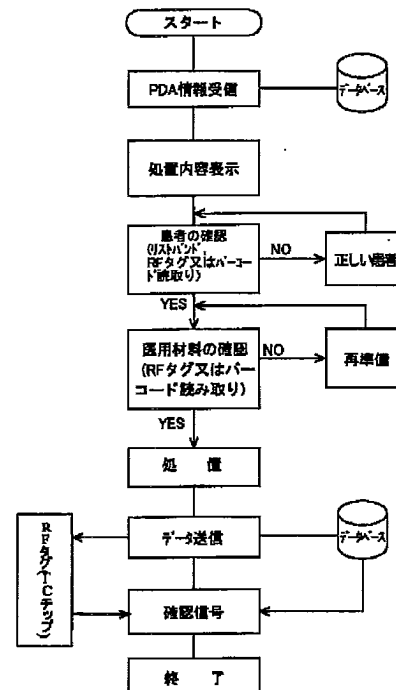 スタート
PDA情報受信
データベース
処置内容表示
患者の確認
(リストバンド、
RFタグ又はバーコー
ド読取り)
NO
正しい患者
YES
医用材料の確認
(RFタグ又はバー
コード読み取り)
NO
再準備
YES
処　置
データ送信
データベース
RFタグ(ICチップ)
確認信号
終　了